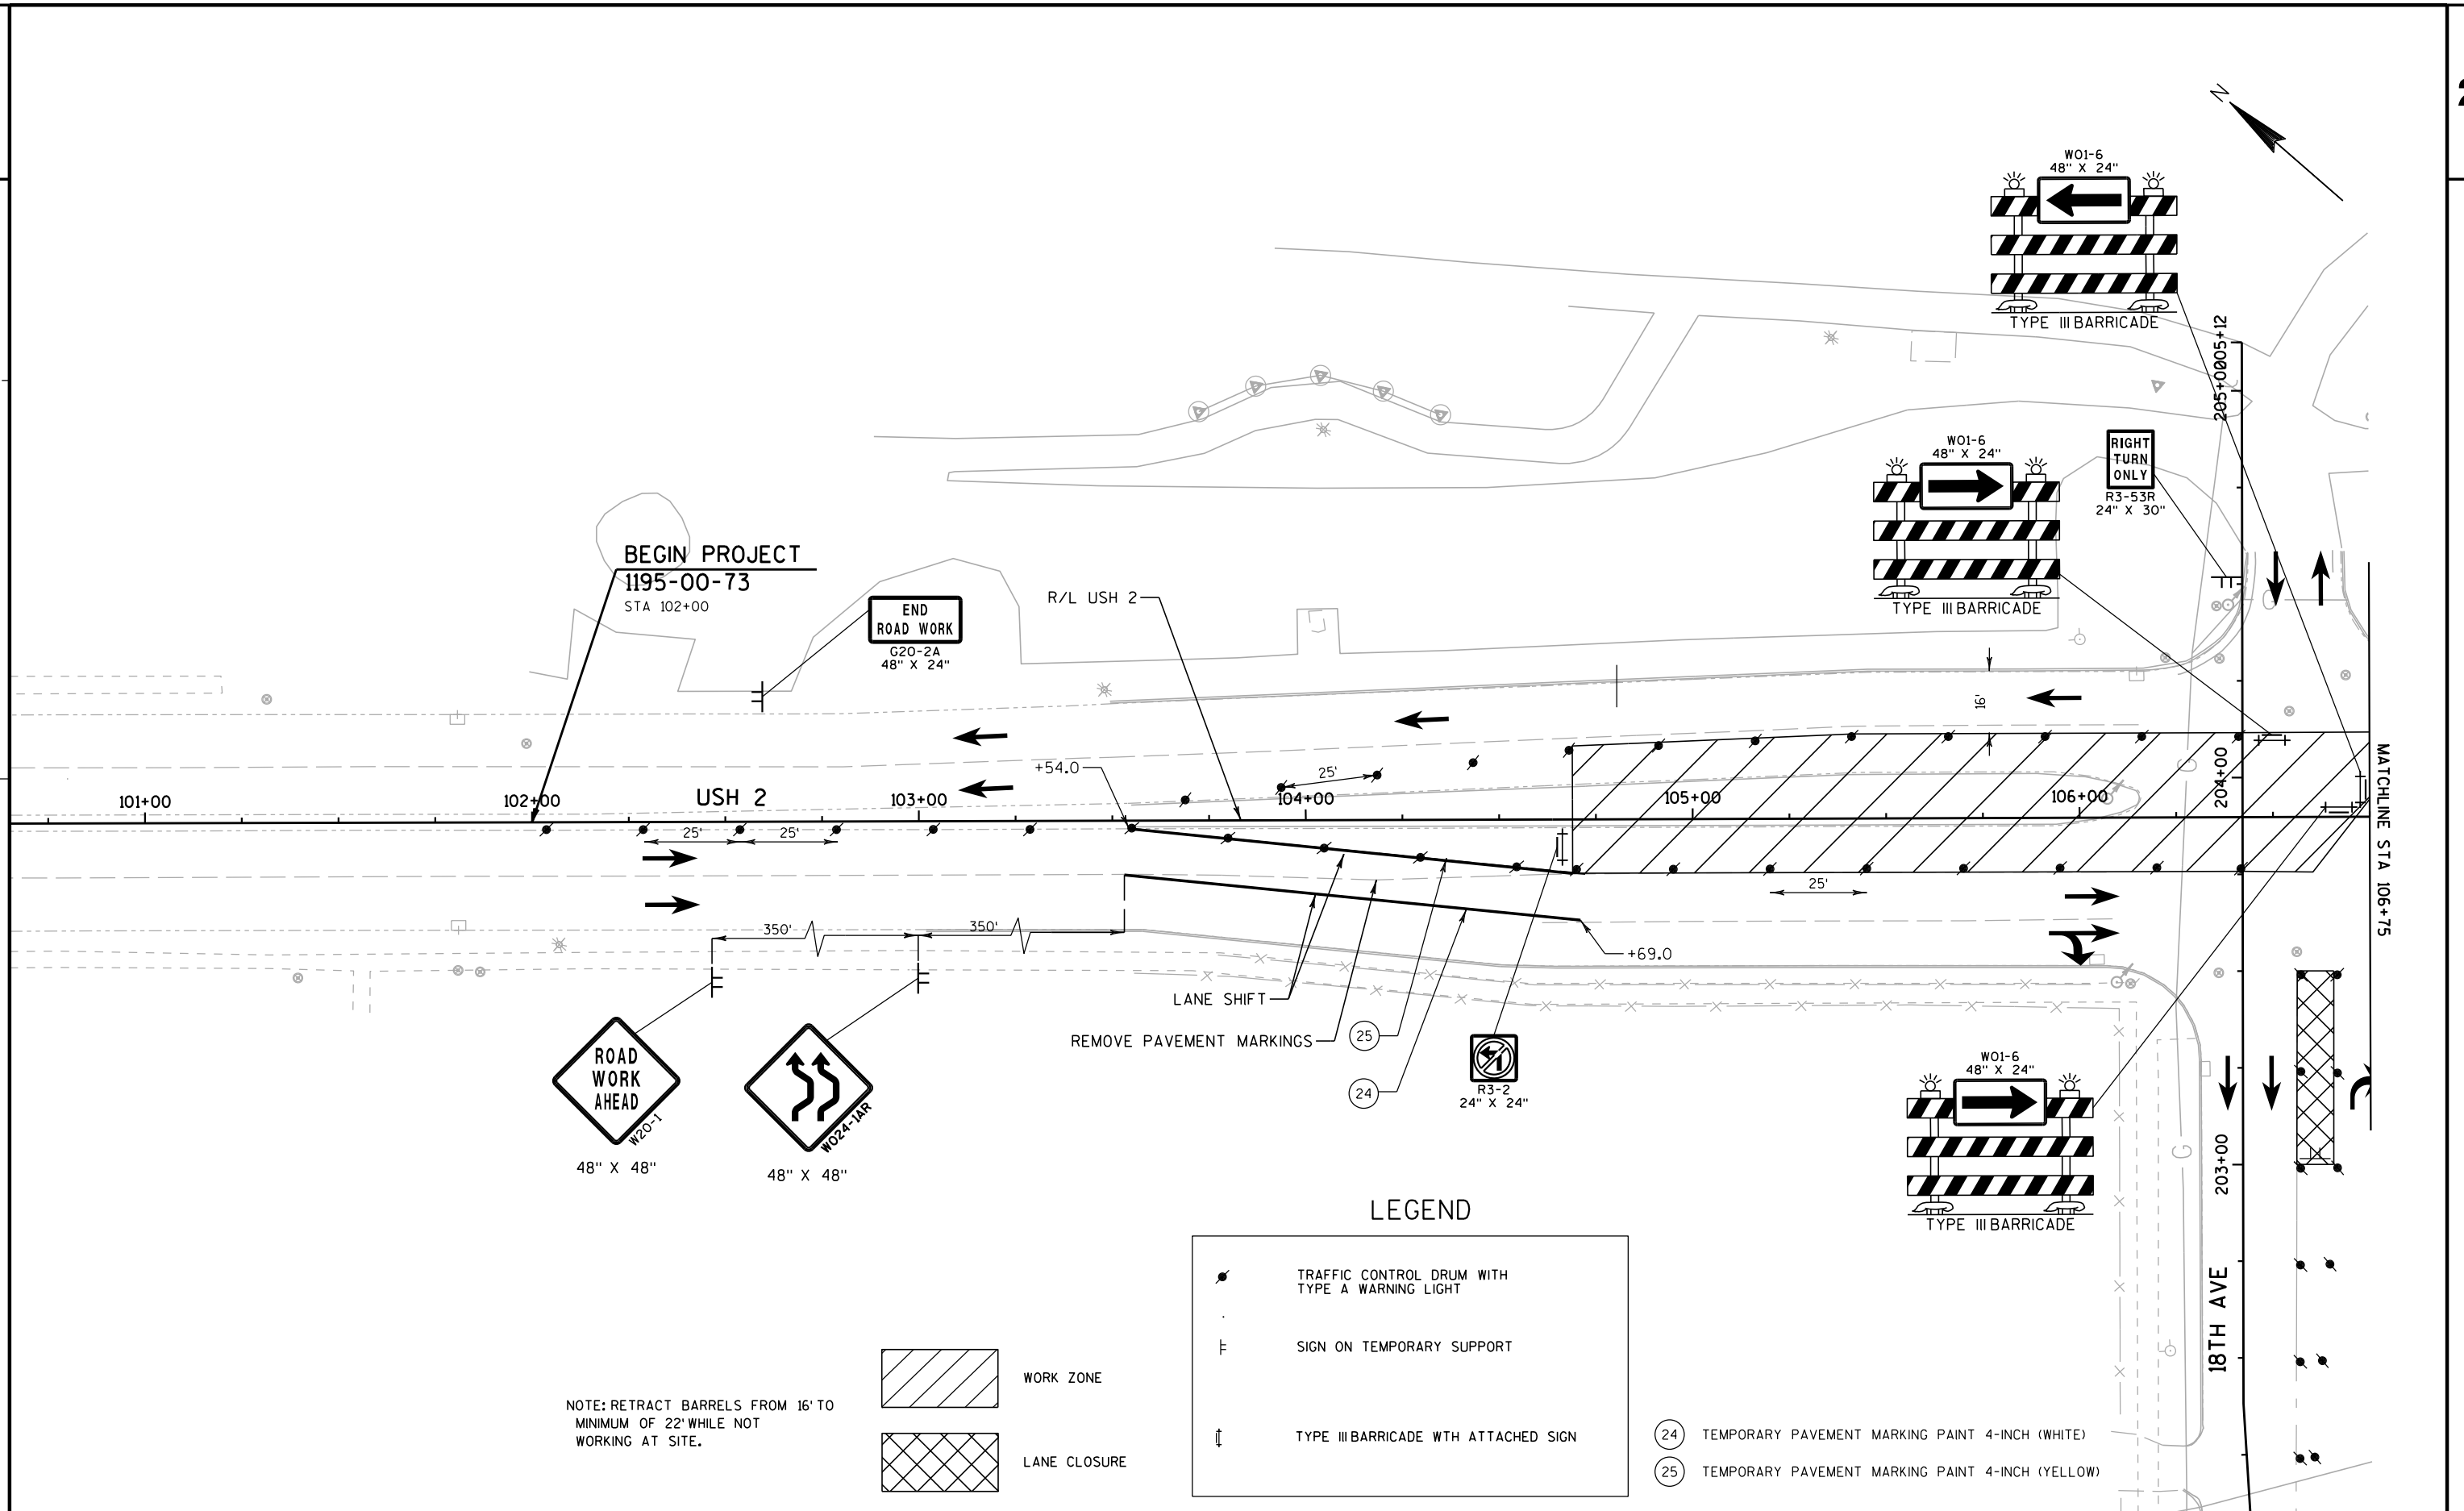 2
N
WO1-6
48" X 24"
TYPE III BARRICADE
205+12
205+00
WO1-6
48" X 24"
TYPE III BARRICADE
RIGHT
TURN
ONLY
R3-53R
24" X 30"
BEGIN PROJECT
1195-00-73
STA 102+00
END
ROAD WORK
G20-2A
48" X 24"
R/L USH 2
16'
+54.0
25'
204+00
MATCHLINE STA 106+75
101+00
102+00
USH 2
103+00
104+00
105+00
106+00
25'
25'
25'
350'
350'
+69.0
LANE SHIFT
REMOVE PAVEMENT MARKINGS
25
24
R3-2
24" X 24"
ROAD
WORK
AHEAD
W20-1
48" X 48"
WO24-1AR
48" X 48"
WO1-6
48" X 24"
TYPE III BARRICADE
G
G
G
203+00
18TH AVE
LEGEND
TRAFFIC CONTROL DRUM WITH
TYPE A WARNING LIGHT
SIGN ON TEMPORARY SUPPORT
TYPE III BARRICADE WTH ATTACHED SIGN
WORK ZONE
LANE CLOSURE
NOTE: RETRACT BARRELS FROM 16' TO
MINIMUM OF 22' WHILE NOT
WORKING AT SITE.
24 TEMPORARY PAVEMENT MARKING PAINT 4-INCH (WHITE)
25 TEMPORARY PAVEMENT MARKING PAINT 4-INCH (YELLOW)